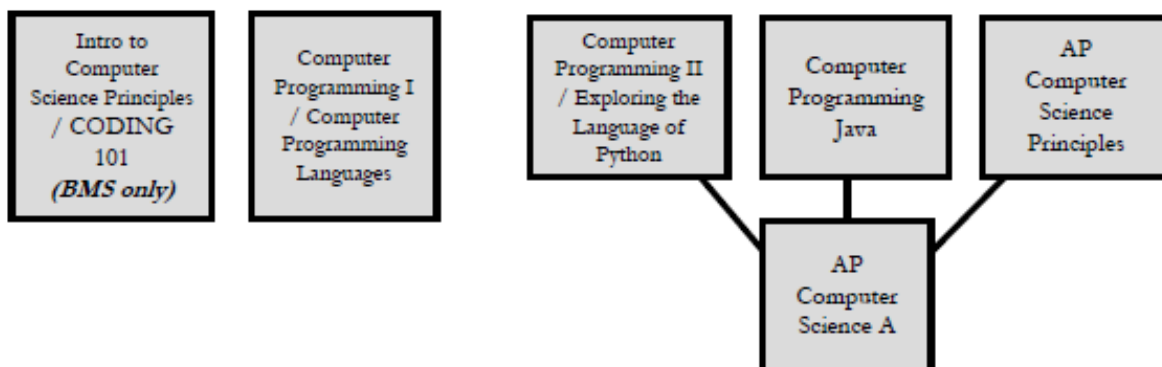 Intro to
Computer
Science Principles
/ CODING
101
(BMS only)
Computer
Programming I
/ Computer
Programming
Languages
Computer
Programming II
/ Exploring the
Language of
Python
Computer
Programming
Java
AP
Computer
Science
Principles
AP
Computer
Science A